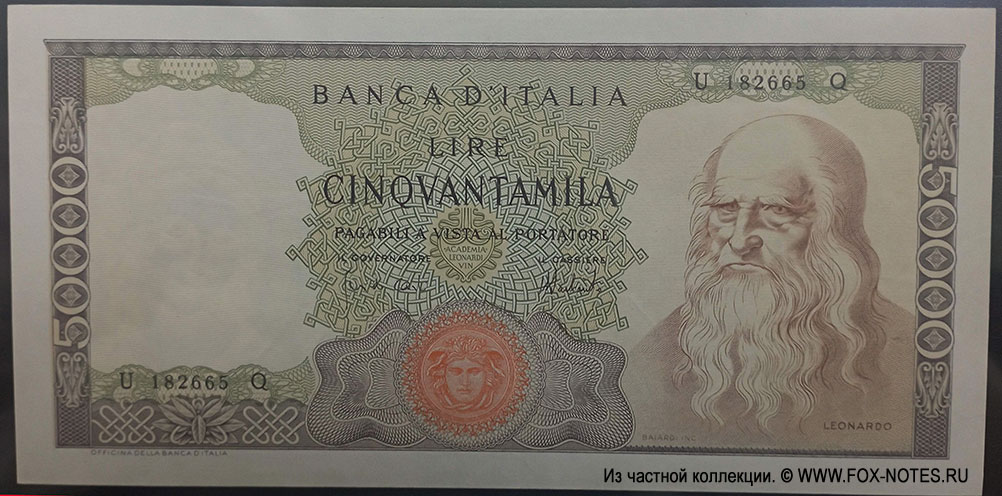 U 182665 Q
BANCA D'ITALIA
LIRE
CINQVANTAMILA
PAGABILI A VISTA AL PORTATORE
IL GOVERNATORE
IL CASSIERE
ACADEMIA
LEONARDI
VIN
50000
50000
U 182665 Q
LEONARDO
BAIARDI INC.
OFFICINA DELLA BANCA D'ITALIA
Из частной коллекции. © WWW.FOX-NOTES.RU